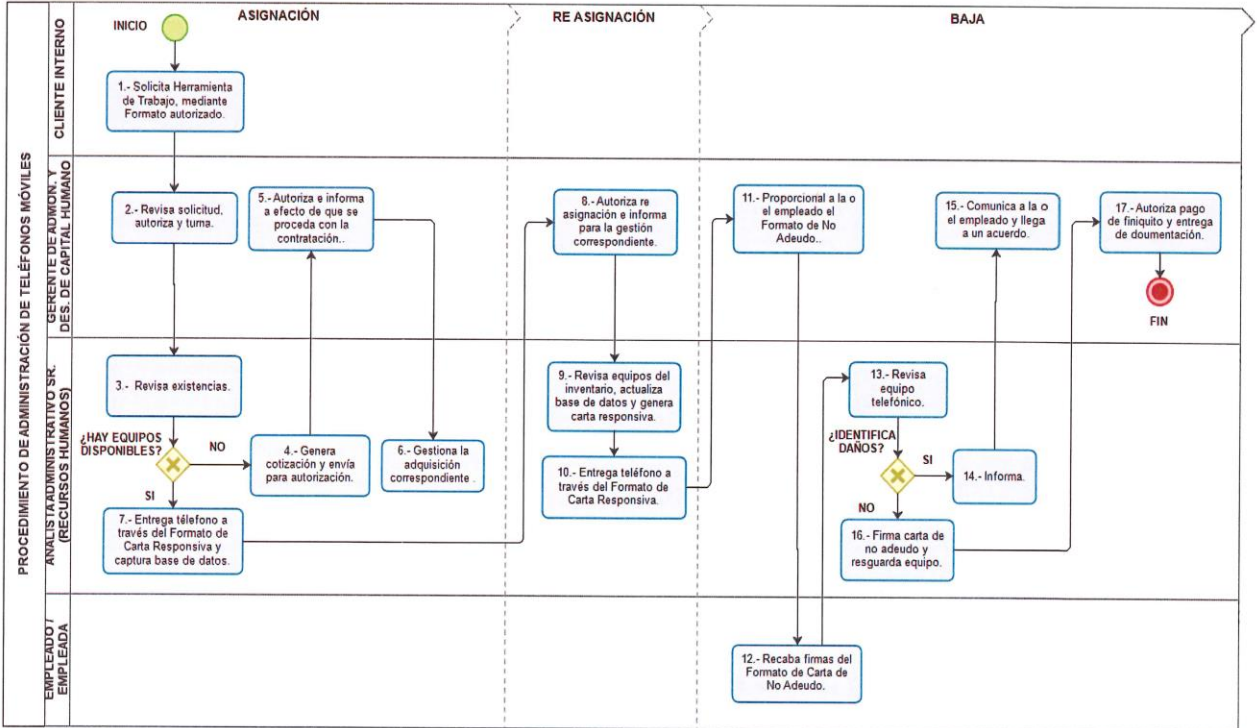 PROCEDIMIENTO DE ADMINISTRACIÓN DE TELÉFONOS MÓVILES
ASIGNACIÓN
RE ASIGNACIÓN
BAJA
CLIENTE INTERNO
INICIO
1.- Solicita Herramienta
de Trabajo, mediante
Formato autorizado.
GERENTE DE ADMON. Y
DES. DE CAPITAL HUMANO
2.- Revisa solicitud,
autoriza y turna.
5.- Autoriza e informa
a efecto de que se
proceda con la
contratación..
8.- Autoriza re
asignación e informa
para la gestión
correspondiente.
11.- Proporcional a la o
el empleado el
Formato de No
Adeudo..
15.- Comunica a la o
el empleado y llega
a un acuerdo.
17.- Autoriza pago
de finiquito y entrega
de doumentación.
FIN
ANALISTA ADMINISTRATIVO SR.
(RECURSOS HUMANOS)
3.- Revisa existencias.
¿HAY EQUIPOS
DISPONIBLES?
NO
SI
4.- Genera
cotización y envía
para autorización.
6.- Gestiona la
adquisición
correspondiente .
7.- Entrega télefono a
través del Formato de
Carta Responsiva y
captura base de datos.
9.- Revisa equipos del
inventario, actualiza
base de datos y genera
carta responsiva.
10.- Entrega teléfono a
través del Formato de
Carta Responsiva.
13.- Revisa
equipo
telefónico.
¿IDENTIFICA
DAÑOS?
SI
NO
14.- Informa.
16.- Firma carta de
no adeudo y
resguarda equipo.
EMPLEADO /
EMPLEADA
12.- Recaba firmas del
Formato de Carta de
No Adeudo.